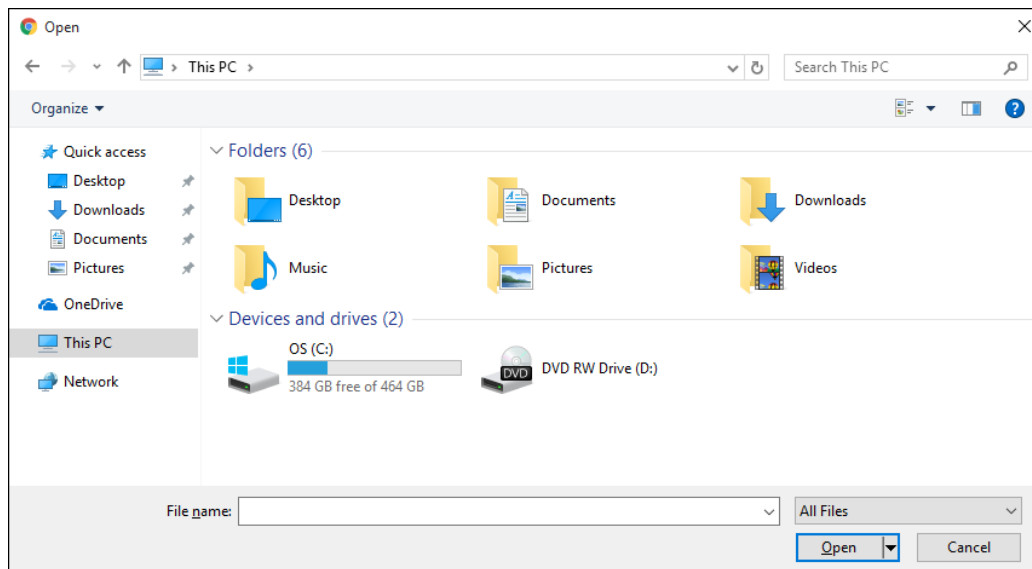 Open
This PC
Search This PC
Organize
Quick access
Desktop
Downloads
Documents
Pictures
OneDrive
This PC
Network
Folders (6)
Desktop
Documents
Downloads
Music
Pictures
Videos
Devices and drives (2)
OS (C:)
384 GB free of 464 GB
DVD
DVD RW Drive (D:)
File name:
All Files
Open
Cancel